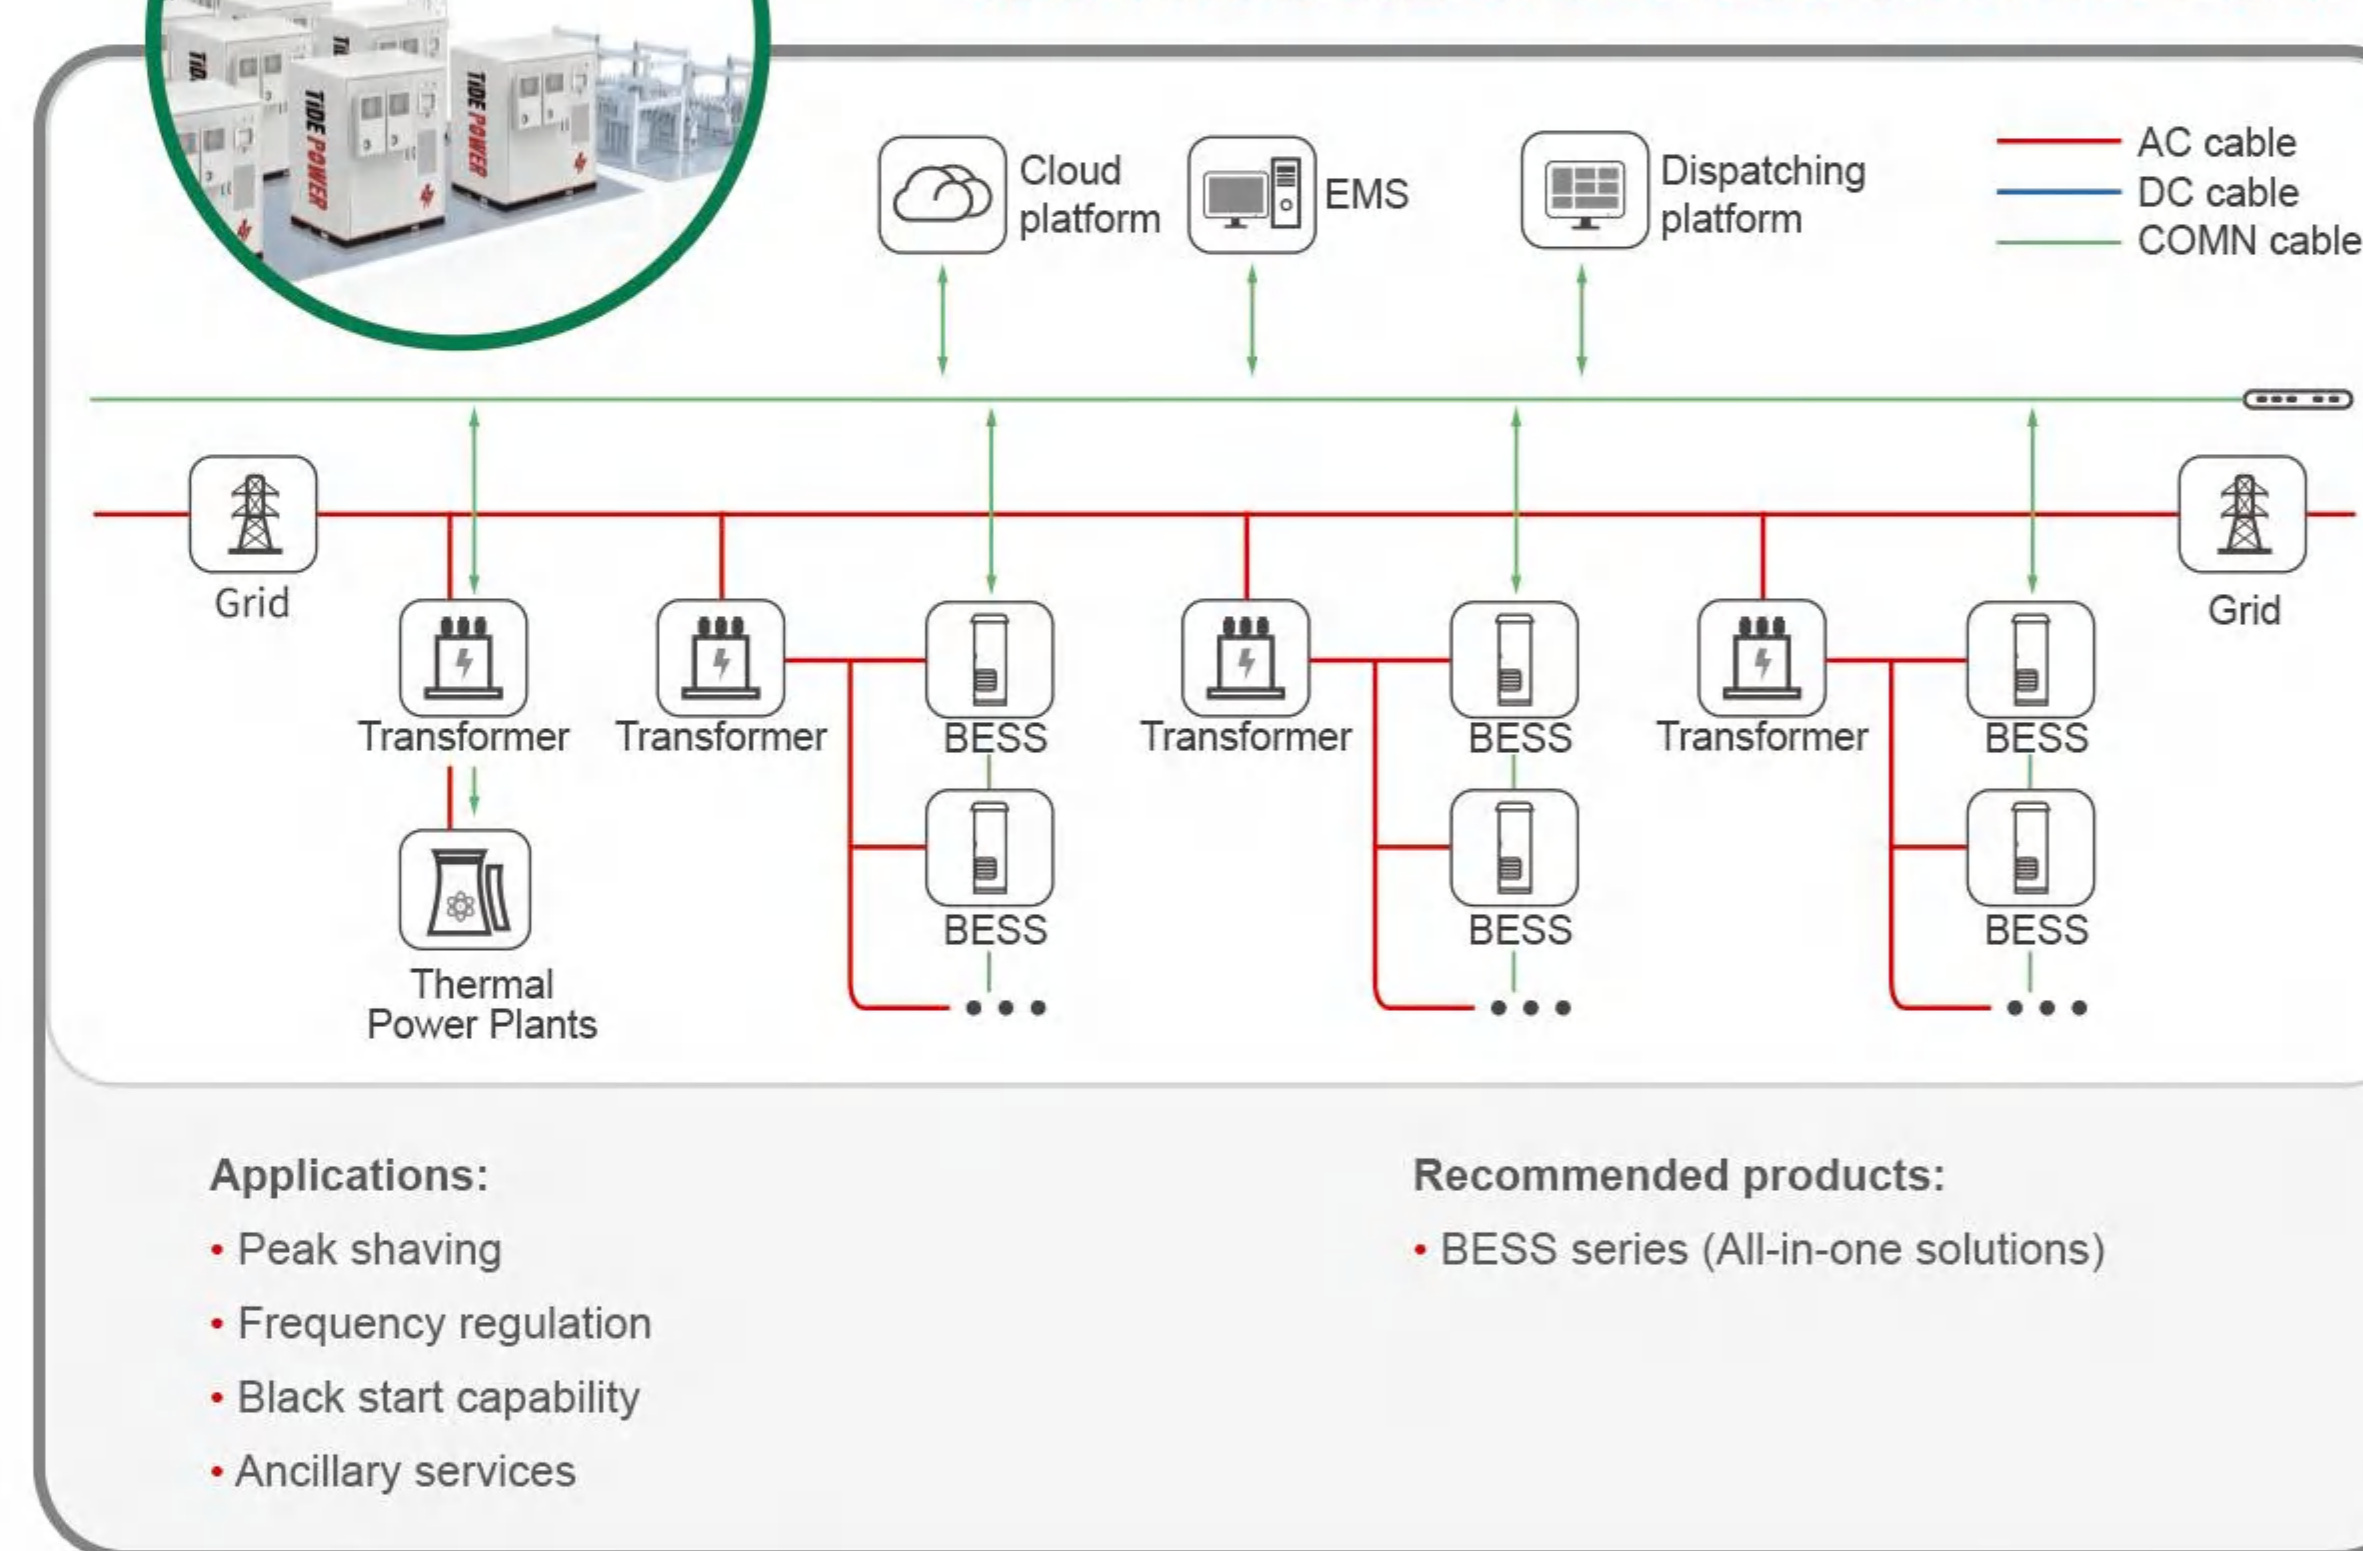 TiDE POWER
TiDE POWER
Cloud
platform
EMS
Dispatching
platform
AC cable
DC cable
COMN cable
Grid
Grid
Transformer
Transformer
BESS
Transformer
BESS
Transformer
BESS
BESS
BESS
BESS
Thermal
Power Plants
Applications:
• Peak shaving
• Frequency regulation
• Black start capability
• Ancillary services
Recommended products:
• BESS series (All-in-one solutions)